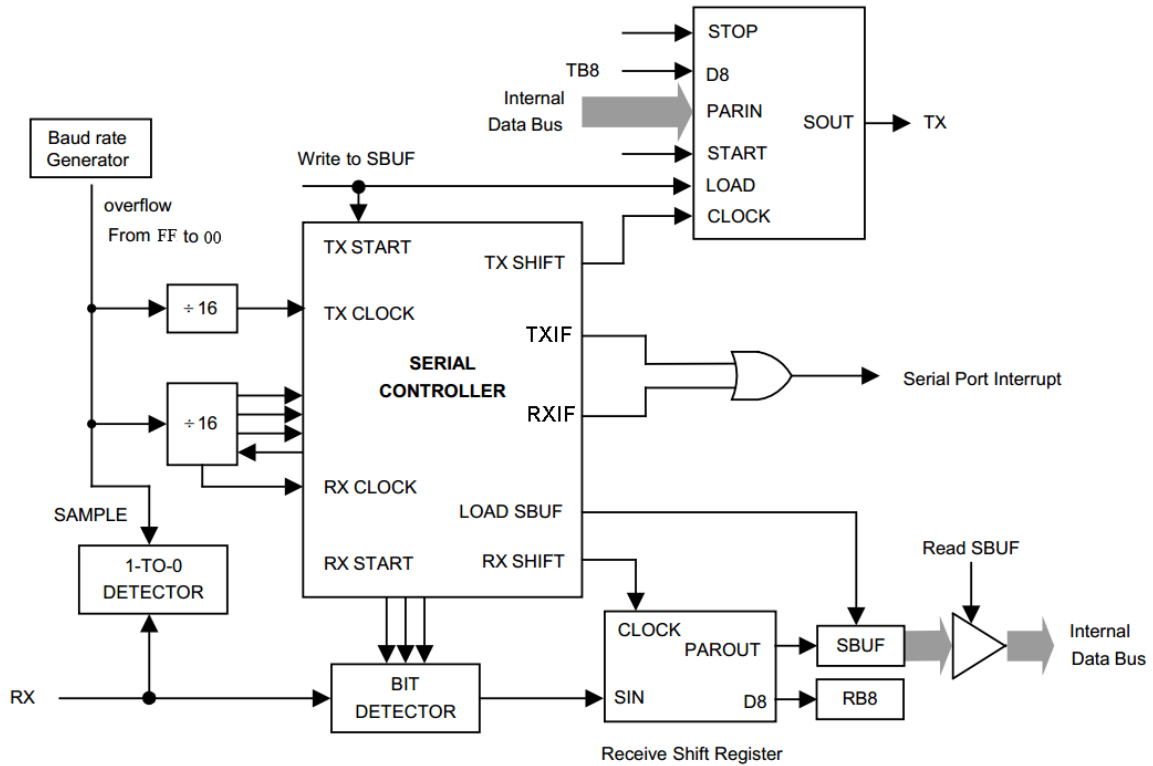 STOP
TB8
D8
Internal
Data Bus
PARIN
SOUT
TX
START
LOAD
CLOCK
Baud rate
Generator
Write to SBUF
overflow
From FF to 00
TX START
TX SHIFT
÷ 16
TX CLOCK
TXIF
SERIAL
CONTROLLER
Serial Port Interrupt
RXIF
÷ 16
RX CLOCK
SAMPLE
LOAD SBUF
1-TO-0
DETECTOR
RX START
RX SHIFT
Read SBUF
CLOCK
PAROUT
SBUF
Internal
Data Bus
RX
BIT
DETECTOR
SIN
D8
RB8
Receive Shift Register